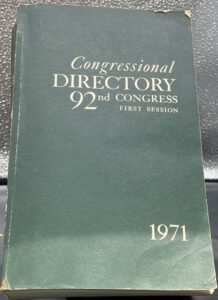 Congressional
DIRECTORY
92nd CONGRESS
FIRST SESSION
1971